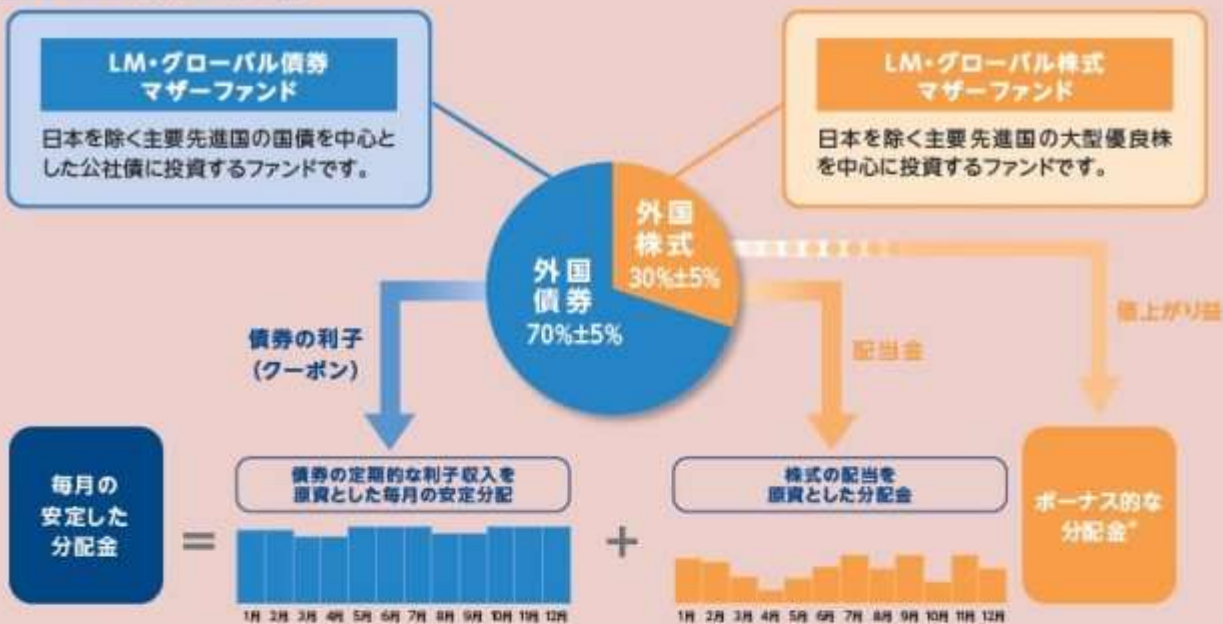 LM・グローバル債券
マザーファンド
日本を除く主要先進国の国債を中心と
した公社債に投資するファンドです。
LM・グローバル株式
マザーファンド
日本を除く主要先進国の大型優良株
を中心に投資するファンドです。
外国
株式
30%±5%
外国
債券
70%±5%
債券の利子
(クーポン)
配当金
値上がり益
毎月の
安定した
分配金
=
債券の定期的な利子収入を
原資とした毎月の安定分配
1月 2月 3月 4月 5月 6月 7月 8月 9月 10月 11月 12月
+
株式の配当を
原資とした分配金
1月 2月 3月 4月 5月 6月 7月 8月 9月 10月 11月 12月
ボーナス的な
分配金*